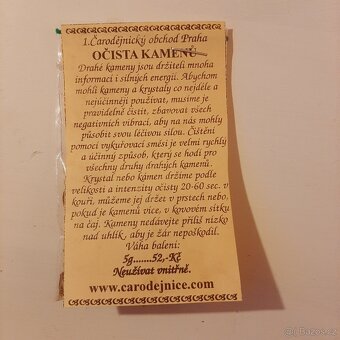 1.Čarodějnický obchod Praha
OČISTA KAMENŮ
Drahé kameny jsou držiteli mnoha
informací i silných energií. Abychom
mohli kameny a krystaly co nejdéle a
nejúčinněji používat, musíme je
pravidelně čistit, zbavovat všech
negativních vibrací, aby na nás mohly
působit svou léčivou silou. Čištění
pomocí vykuřovací směsi je velmi rychlý
a účinný způsob, který se hodí pro
všechny druhy drahých kamenů.
Krystal nebo kámen držíme podle
velikosti a intenzity očisty 20-60 sec. v
kouři, můžeme jej držet v prstech nebo,
pokud je kamenů více, v kovovém sítku
na čaj. Kameny nedávejte příliš nízko
nad uhlík, aby je žár nepoškodil.
Váha balení:
5g.......52,-Kč
Neužívat vnitřně.
www.carodejnice.com